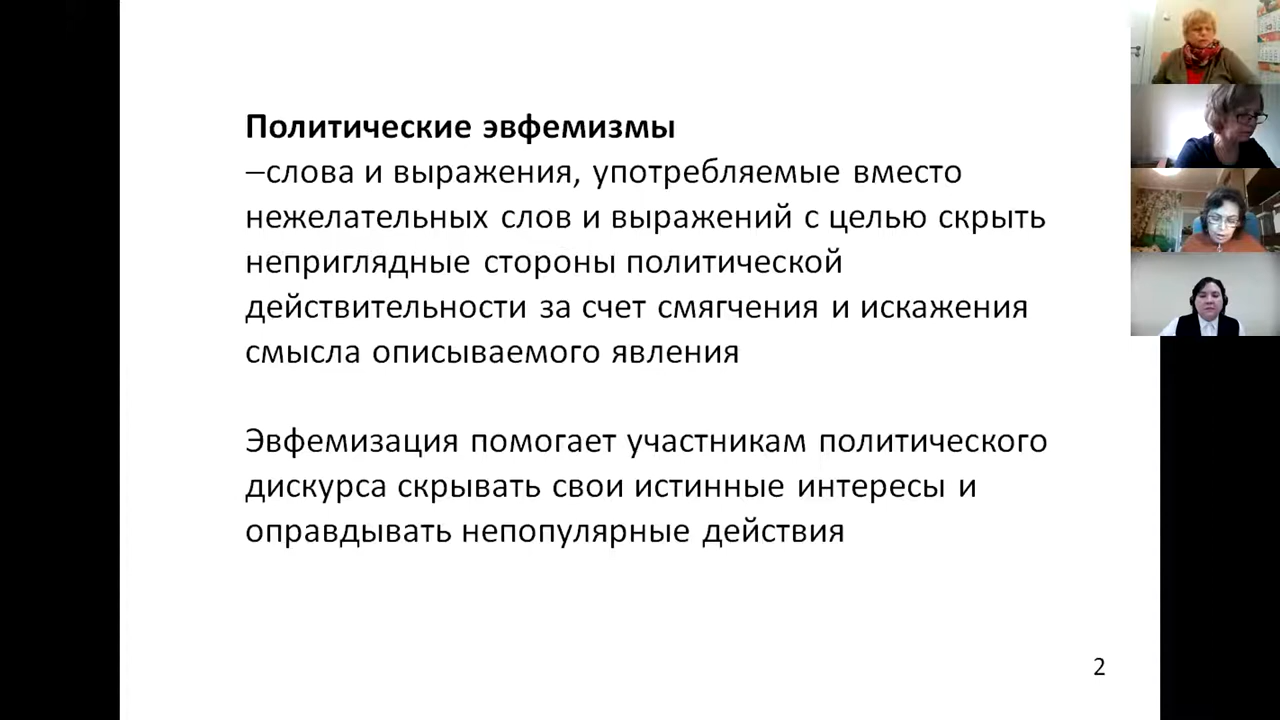 Политические эвфемизмы
–слова и выражения, употребляемые вместо
нежелательных слов и выражений с целью скрыть
неприглядные стороны политической
действительности за счет смягчения и искажения
смысла описываемого явления
Эвфемизация помогает участникам политического
дискурса скрывать свои истинные интересы и
оправдывать непопулярные действия
2